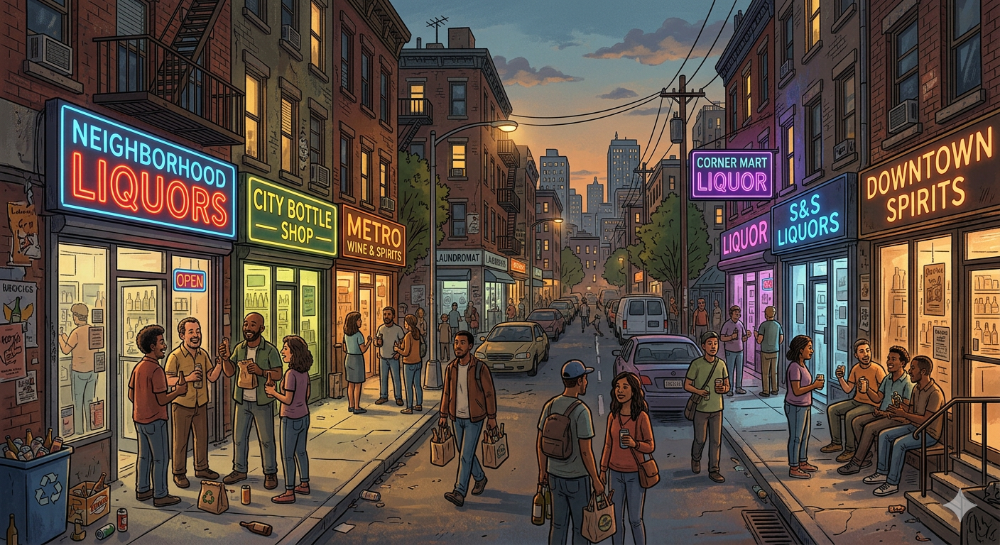 NEIGHBORHOOD
LIQUORS
OPEN
CITY BOTTLE
SHOP
METRO
WINE & SPIRITS
LAUNDROMAT
CORNER MART
LIQUOR
LIQUOR
S&S
LIQUORS
DOWNTOWN
SPIRITS